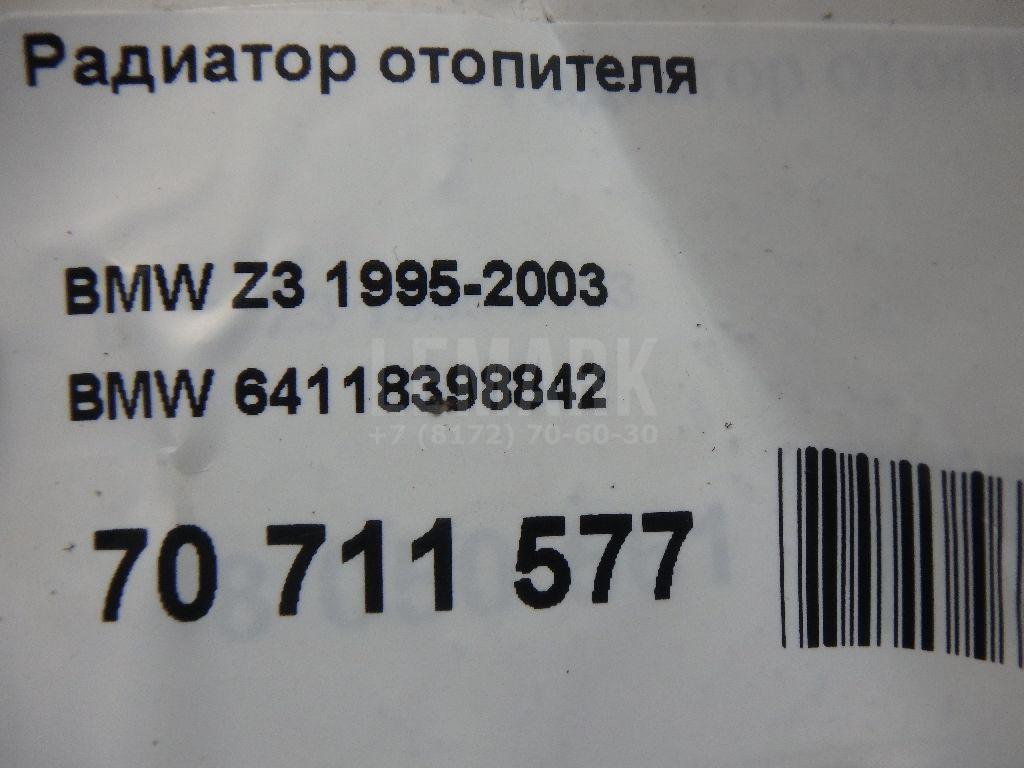 Радиатор отопителя
BMW Z3 1995-2003
BMW 64118398842
LEMARK
+7 (8172) 70-60-30
70 711 577